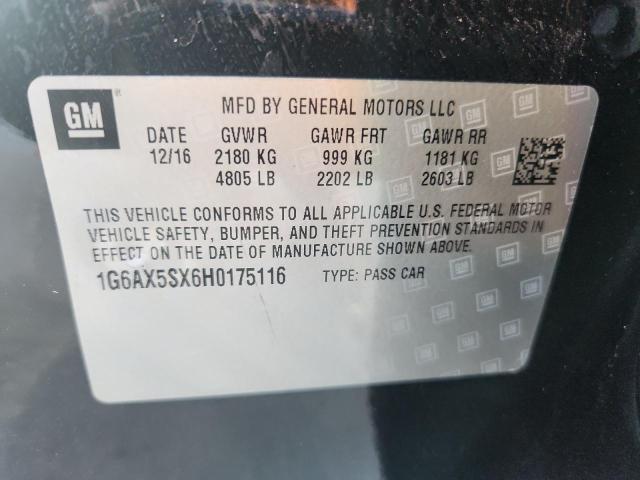 GM ®
MFD BY GENERAL MOTORS LLC
DATE GVWR GAWR FRT GAWR RR
12/16 2180 KG 999 KG 1181 KG
4805 LB 2202 LB 2603 LB
THIS VEHICLE CONFORMS TO ALL APPLICABLE U.S. FEDERAL MOTOR
VEHICLE SAFETY, BUMPER, AND THEFT PREVENTION STANDARDS IN
EFFECT ON THE DATE OF MANUFACTURE SHOWN ABOVE.
1G6AX5SX6H0175116 TYPE: PASS CAR